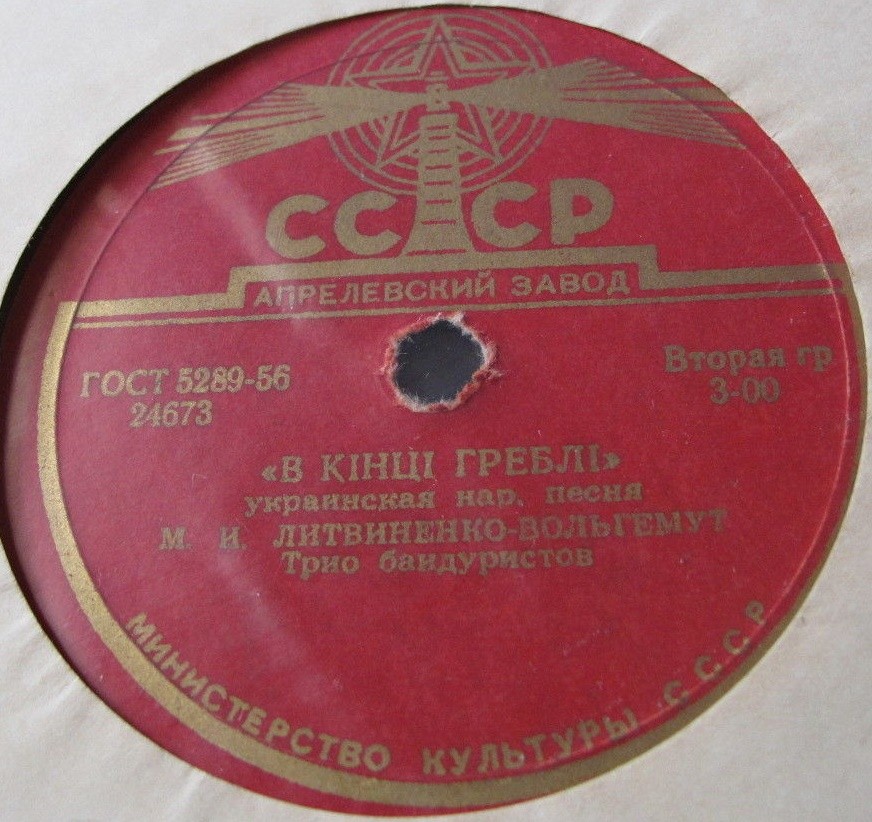 СССР
АПРЕЛЕВСКИЙ ЗАВОД
ГОСТ 5289-56
24673
Вторая гр
3-00
«В КІНЦІ ГРЕБЛІ»
украинская нар. песня
М. И. ЛИТВИНЕНКО-ВОЛЬГЕМУТ
Трио бандуристов
МИНИСТЕРСТВО КУЛЬТУРЫ СССР